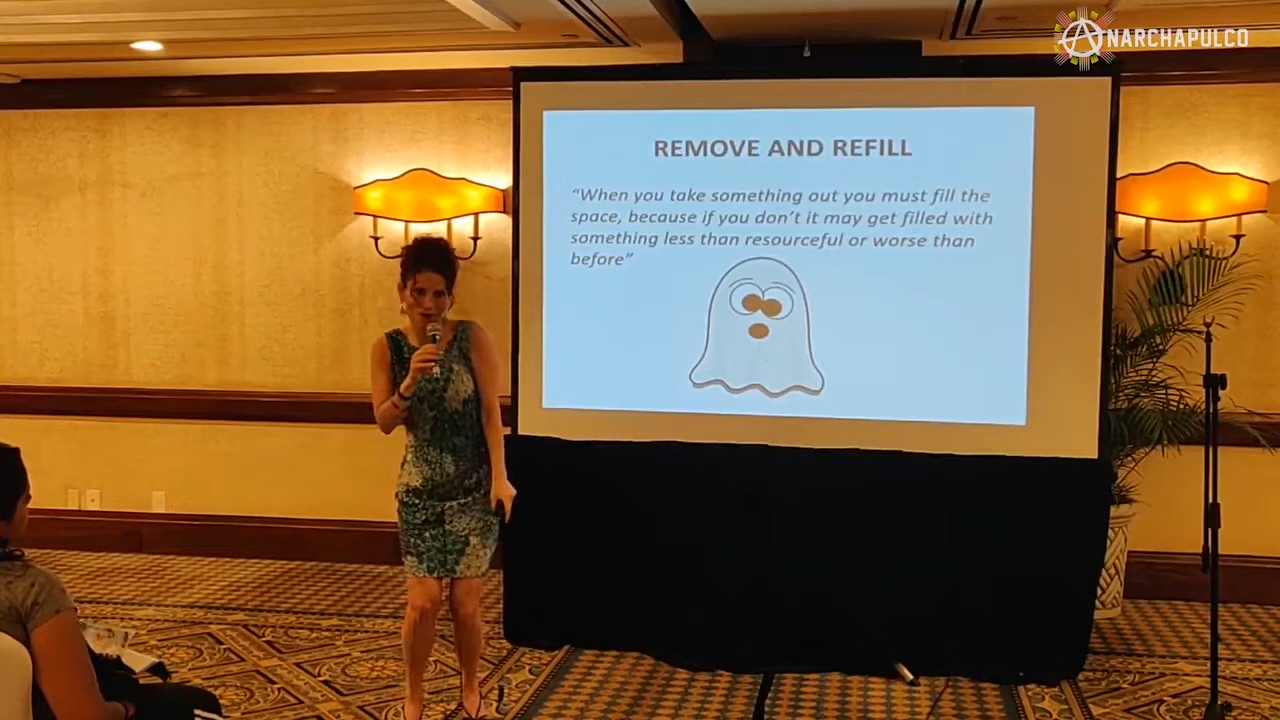 ANARCHAPULCO
REMOVE AND REFILL
“When you take something out you must fill the
space, because if you don’t it may get filled with
something less than resourceful or worse than
before”